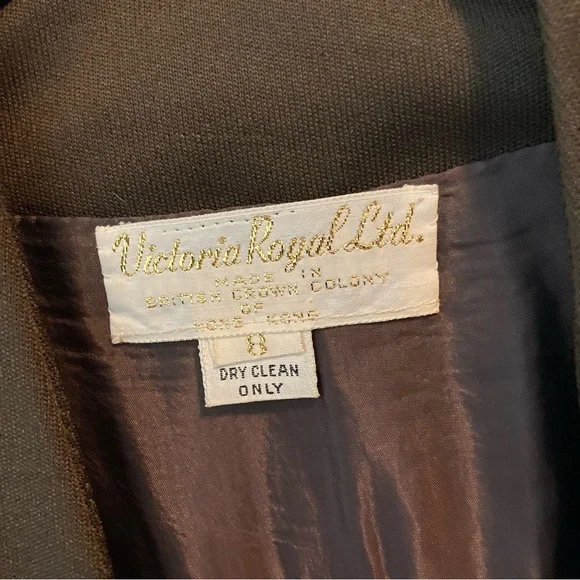 Victoria Royal Ltd.
MADE IN
BRITISH CROWN COLONY
OF
HONG-KONG
8
DRY CLEAN
ONLY